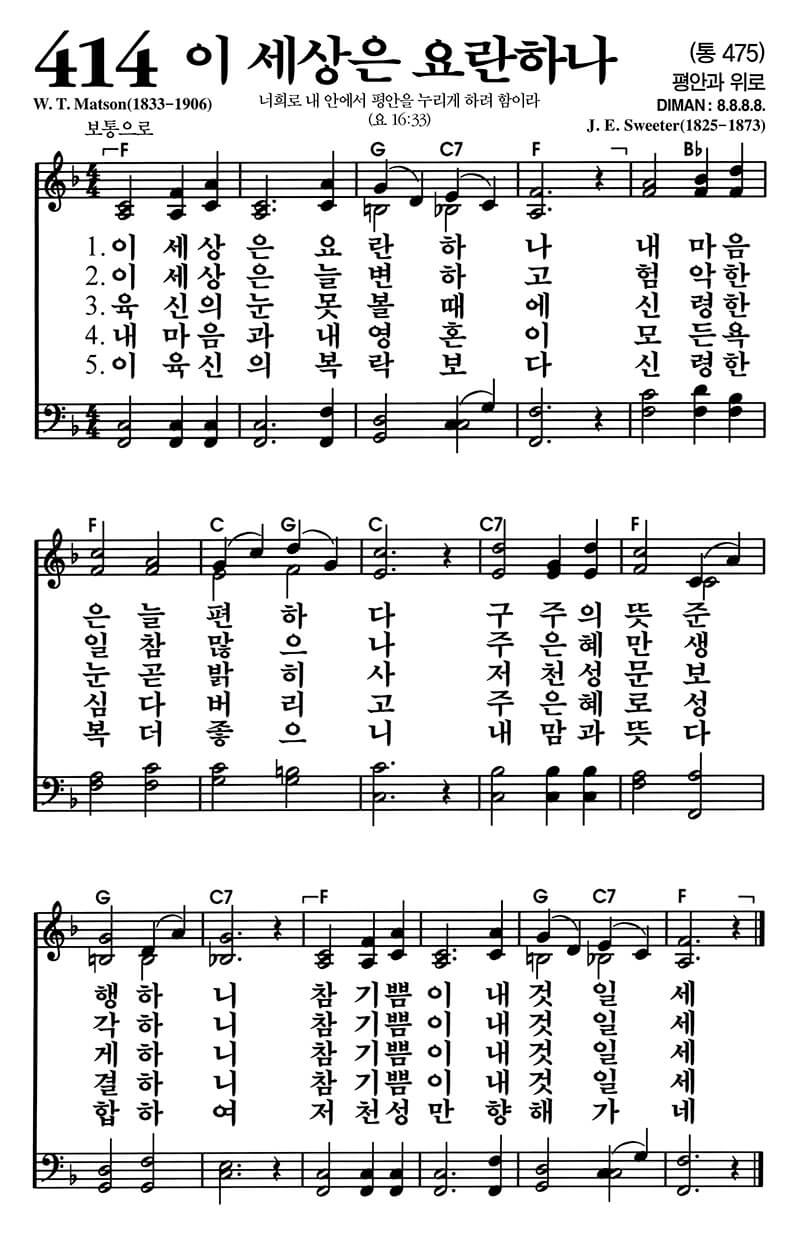 414 이 세상은 요란하나 (통 475)
평안과 위로
W. T. Matson(1833-1906) 너희로 내 안에서 평안을 누리게 하려 함이라 DIMAN : 8.8.8.8.
(요 16:33)
보통으로 J. E. Sweeter(1825-1873)
F G C7 F B♭
1. 이 세 상 은 요 란 하 나 내 마 음
2. 이 세 상 은 늘 변 하 고 험 악 한
3. 육 신 의 눈 못 볼 때 에 신 령 한
4. 내 마 음 과 내 영 혼 이 모 든 욕
5. 이 육 신 의 복 락 보 다 신 령 한
F C G C C7 F
은 늘 편 하 다 구 주 의 뜻 준
일 참 많 으 나 주 은 혜 만 생
눈 곧 밝 히 사 저 천 성 문 보
심 다 버 리 고 주 은 혜 로 성
복 더 좋 으 니 내 맘 과 뜻 다
G C7 F G C7 F
행 하 니 참 기 쁨 이 내 것 일 세
각 하 니 참 기 쁨 이 내 것 일 세
게 하 니 참 기 쁨 이 내 것 일 세
결 하 니 참 기 쁨 이 내 것 일 세
합 하 여 저 천 성 만 향 해 가 네